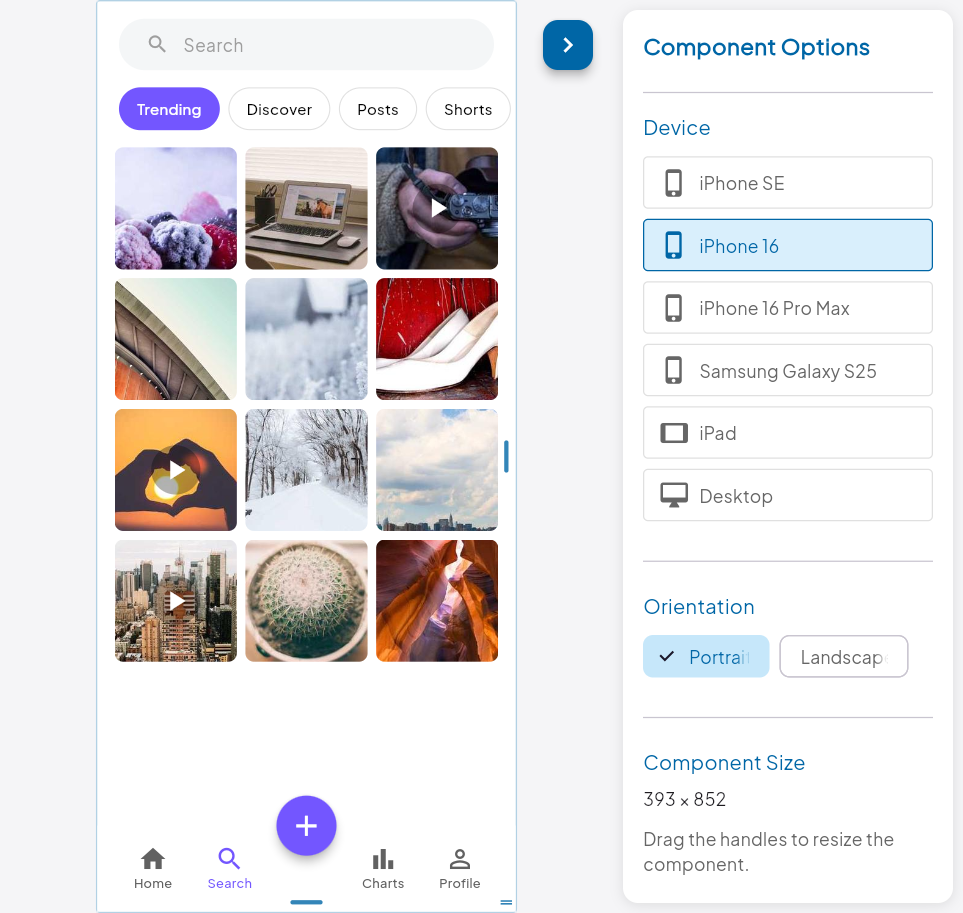 Search
Trending
Discover
Posts
Shorts
Home
Search
Charts
Profile
Component Options
Device
iPhone SE
iPhone 16
iPhone 16 Pro Max
Samsung Galaxy S25
iPad
Desktop
Orientation
Portrait
Landscape
Component Size
393 × 852
Drag the handles to resize the
component.